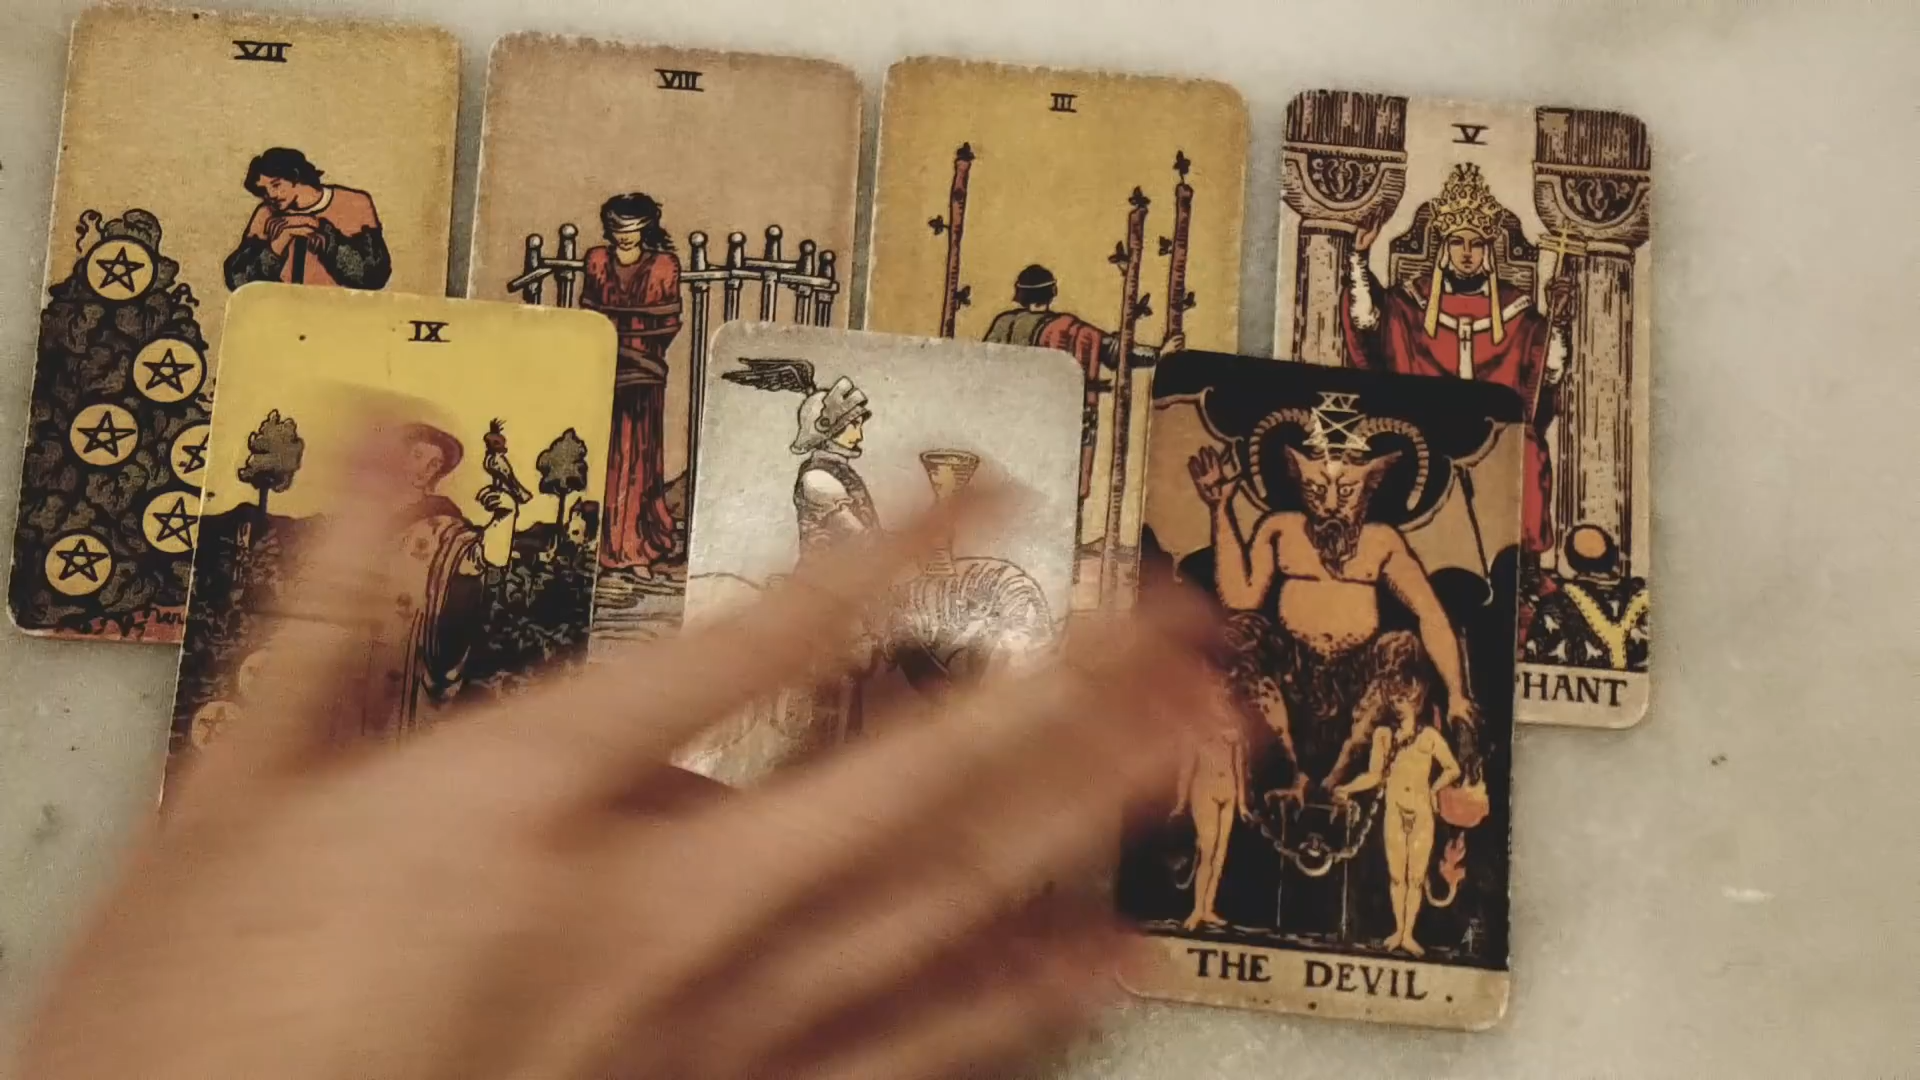 VII
VIII
III
V
IX
XV
HANT
THE DEVIL.